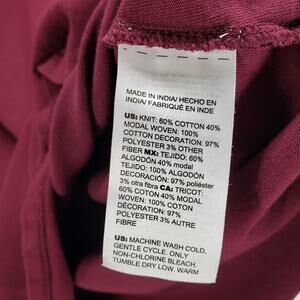 MADE IN INDIA/ HECHO EN
INDIA/ FABRIQUÉ EN INDE
US: KNIT: 60% COTTON 40%
MODAL WOVEN: 100%
COTTON DECORATION: 97%
POLYESTER 3% OTHER
FIBER MX: TEJIDO: 60%
ALGODÓN 40% modal
TEJIDO: 100% ALGODÓN
DECORACIÓN: 97% poliéster
3% otra fibra CA: TRICOT:
60% COTON 40% MODAL
WOVEN: 100% COTON
DÉCORATION: 97%
POLYESTER 3% AUTRE
FIBRE
US: MACHINE WASH COLD,
GENTLE CYCLE, ONLY
NON-CHLORINE BLEACH,
TUMBLE DRY LOW, WARM